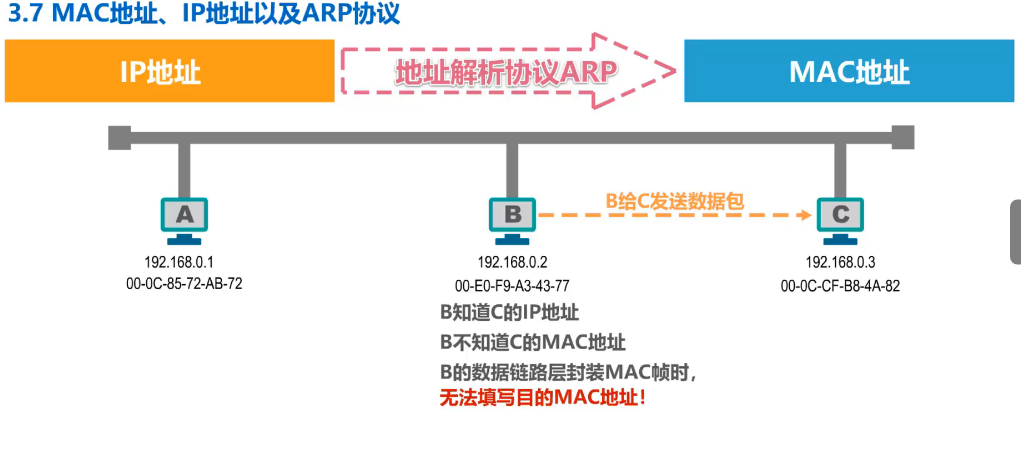 3.7 MAC地址、IP地址以及ARP协议
IP地址
地址解析协议ARP
MAC地址
B给C发送数据包
A
B
C
192.168.0.1
192.168.0.2
192.168.0.3
00-0C-85-72-AB-72
00-E0-F9-A3-43-77
00-0C-CF-B8-4A-82
B知道C的IP地址
B不知道C的MAC地址
B的数据链路层封装MAC帧时，
无法填写目的MAC地址！